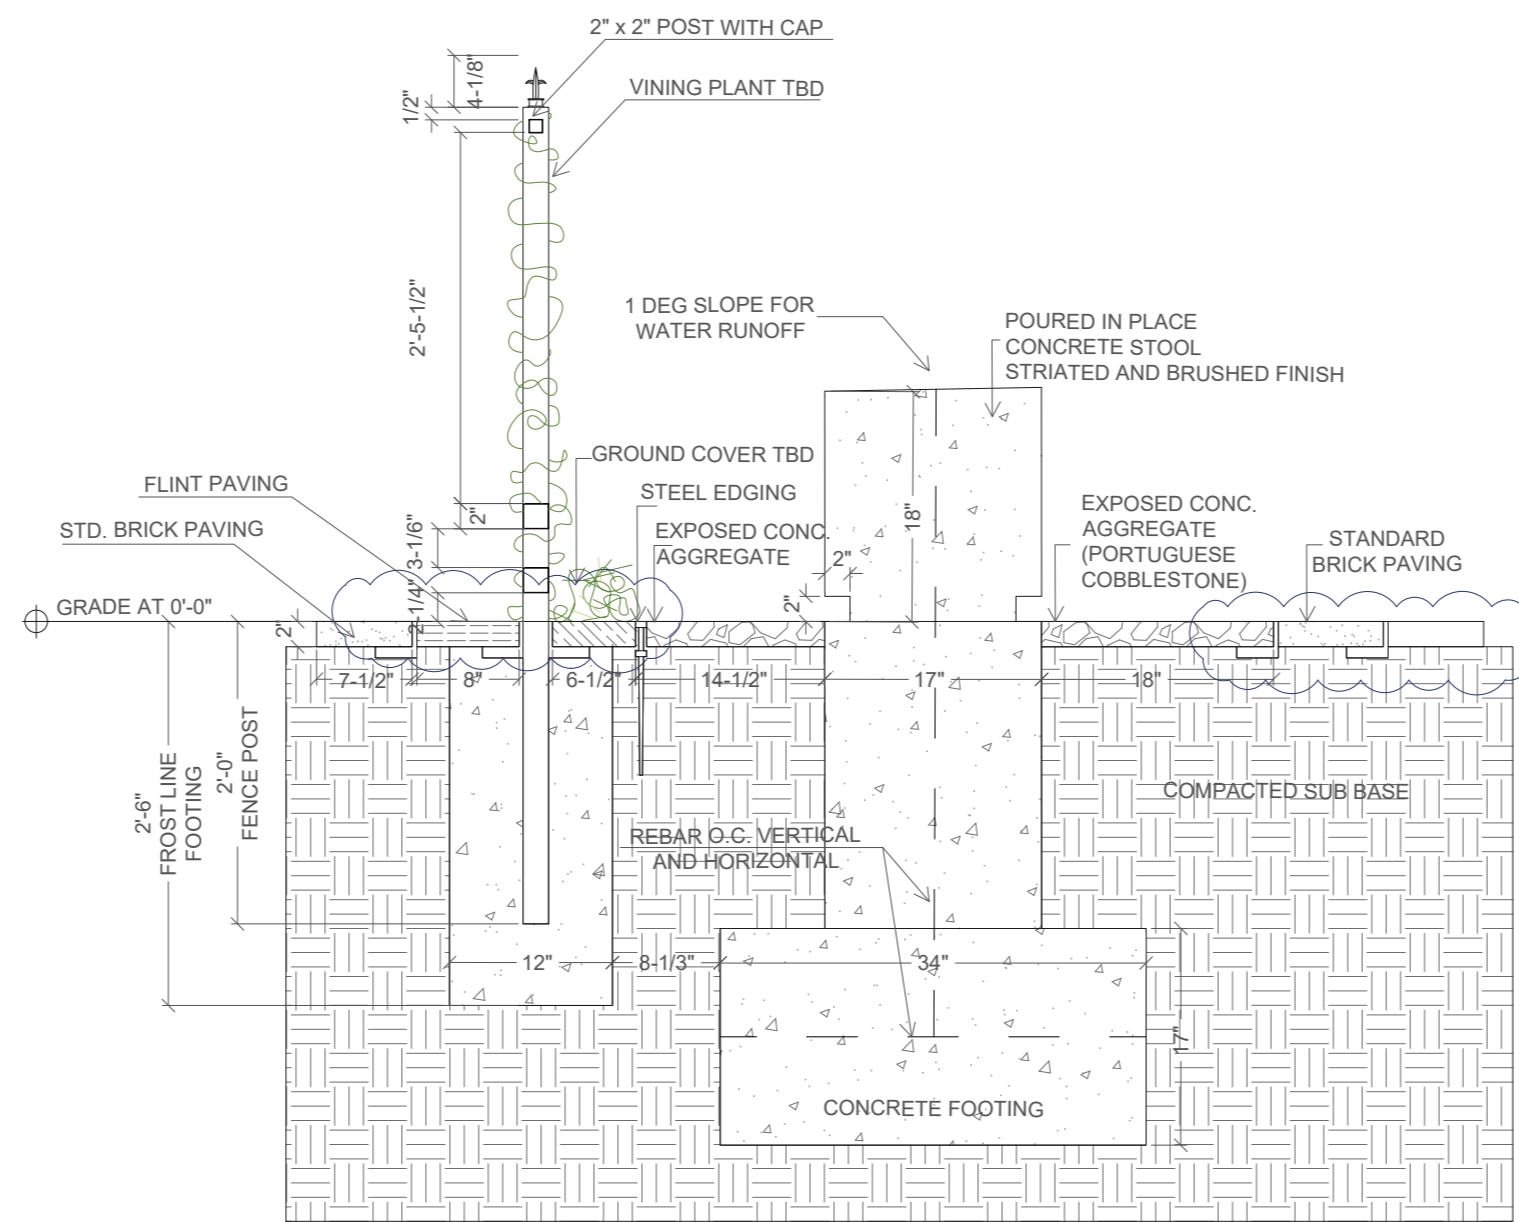 2" x 2" POST WITH CAP
4-1/8"
VINING PLANT TBD
1/2"
2'-5-1/2"
1 DEG SLOPE FOR
WATER RUNOFF
POURED IN PLACE
CONCRETE STOOL
STRIATED AND BRUSHED FINISH
GROUND COVER TBD
FLINT PAVING
STEEL EDGING
2"
18"
EXPOSED CONC.
AGGREGATE
(PORTUGUESE
COBBLESTONE)
STD. BRICK PAVING
EXPOSED CONC.
AGGREGATE
STANDARD
BRICK PAVING
3-1/6"
2"
2-1/4"
2"
GRADE AT 0'-0"
2"
7-1/2"
8"
6-1/2"
14-1/2"
17"
18"
2'-6"
FROST LINE
FOOTING
2'-0"
FENCE POST
COMPACTED SUB BASE
REBAR O.C. VERTICAL
AND HORIZONTAL
12"
8-1/3"
34"
17"
CONCRETE FOOTING